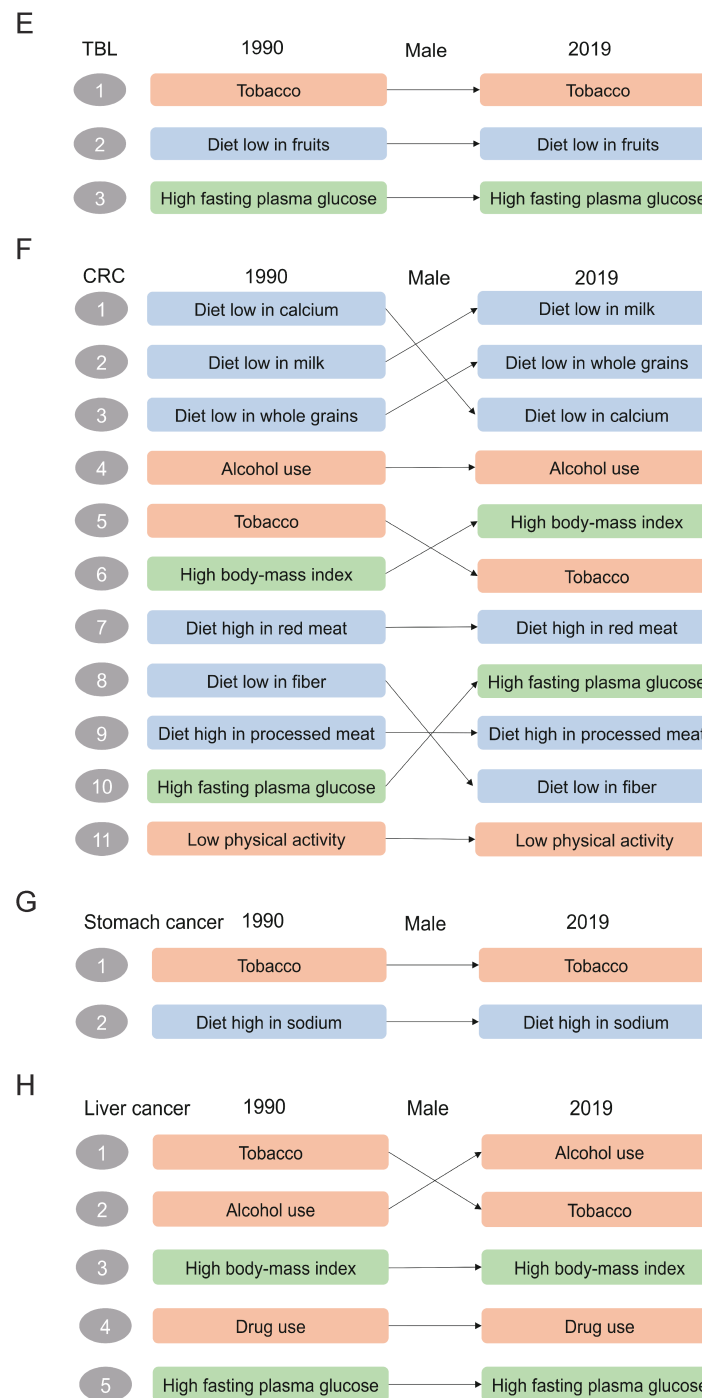 E
TBL 1990 Male 2019
1 Tobacco Tobacco
2 Diet low in fruits Diet low in fruits
3 High fasting plasma glucose High fasting plasma glucose
F
CRC 1990 Male 2019
1 Diet low in calcium Diet low in milk
2 Diet low in milk Diet low in whole grains
3 Diet low in whole grains Diet low in calcium
4 Alcohol use Alcohol use
5 Tobacco High body-mass index
6 High body-mass index Tobacco
7 Diet high in red meat Diet high in red meat
8 Diet low in fiber High fasting plasma glucose
9 Diet high in processed meat Diet high in processed meat
10 High fasting plasma glucose Diet low in fiber
11 Low physical activity Low physical activity
G
Stomach cancer 1990 Male 2019
1 Tobacco Tobacco
2 Diet high in sodium Diet high in sodium
H
Liver cancer 1990 Male 2019
1 Tobacco Alcohol use
2 Alcohol use Tobacco
3 High body-mass index High body-mass index
4 Drug use Drug use
5 High fasting plasma glucose High fasting plasma glucose